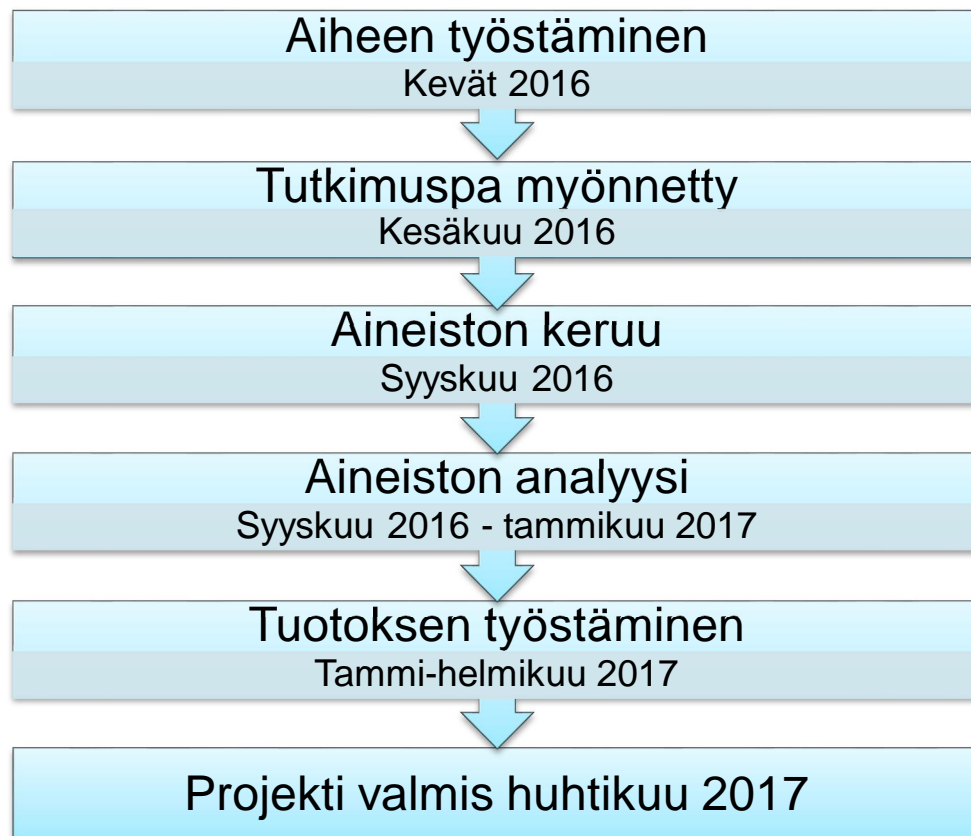 Aiheen työstäminen
Kevät 2016
Tutkimuspa myönnetty
Kesäkuu 2016
Aineiston keruu
Syyskuu 2016
Aineiston analyysi
Syyskuu 2016 - tammikuu 2017
Tuotoksen työstäminen
Tammi-helmikuu 2017
Projekti valmis huhtikuu 2017